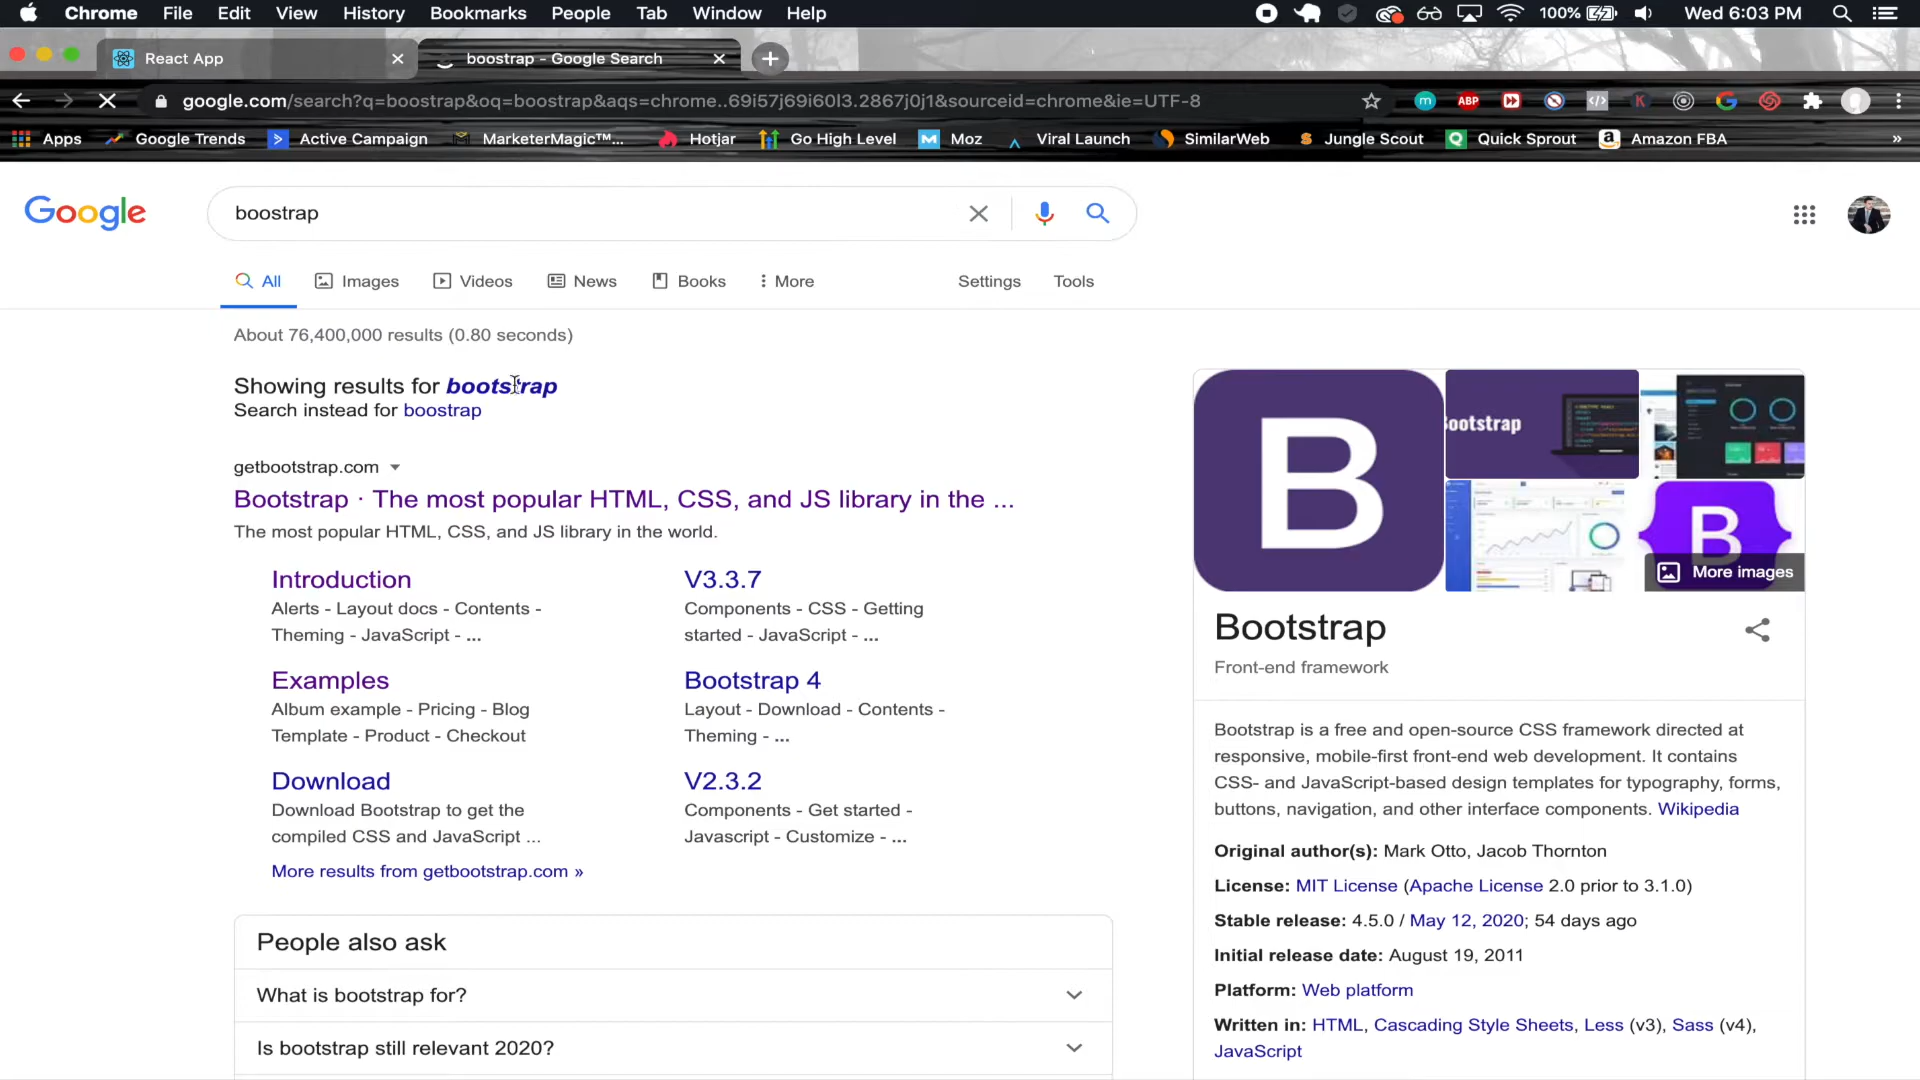 Chrome File Edit View History Bookmarks People Tab Window Help 100% Wed 6:03 PM
React App boostrap - Google Search
google.com/search?q=boostrap&oq=boostrap&aqs=chrome..69i57j69i60l3.2867j0j1&sourceid=chrome&ie=UTF-8 m ABP K G
Apps Google Trends Active Campaign MarketerMagic™... Hotjar Go High Level Moz Viral Launch SimilarWeb Jungle Scout Quick Sprout Amazon FBA »
Google boostrap
All Images Videos News Books More Settings Tools
About 76,400,000 results (0.80 seconds)
Showing results for bootstrap
Search instead for boostrap
getbootstrap.com
Bootstrap · The most popular HTML, CSS, and JS library in the ...
The most popular HTML, CSS, and JS library in the world.
Introduction
Alerts - Layout docs - Contents -
Theming - JavaScript - ...
V3.3.7
Components - CSS - Getting
started - JavaScript - ...
Examples
Album example - Pricing - Blog
Template - Product - Checkout
Bootstrap 4
Layout - Download - Contents -
Theming - ...
Download
Download Bootstrap to get the
compiled CSS and JavaScript ...
V2.3.2
Components - Get started -
Javascript - Customize - ...
More results from getbootstrap.com »
People also ask
What is bootstrap for?
Is bootstrap still relevant 2020?
B
ootstrap
B
More images
Bootstrap
Front-end framework
Bootstrap is a free and open-source CSS framework directed at
responsive, mobile-first front-end web development. It contains
CSS- and JavaScript-based design templates for typography, forms,
buttons, navigation, and other interface components. Wikipedia
Original author(s): Mark Otto, Jacob Thornton
License: MIT License (Apache License 2.0 prior to 3.1.0)
Stable release: 4.5.0 / May 12, 2020; 54 days ago
Initial release date: August 19, 2011
Platform: Web platform
Written in: HTML, Cascading Style Sheets, Less (v3), Sass (v4),
JavaScript